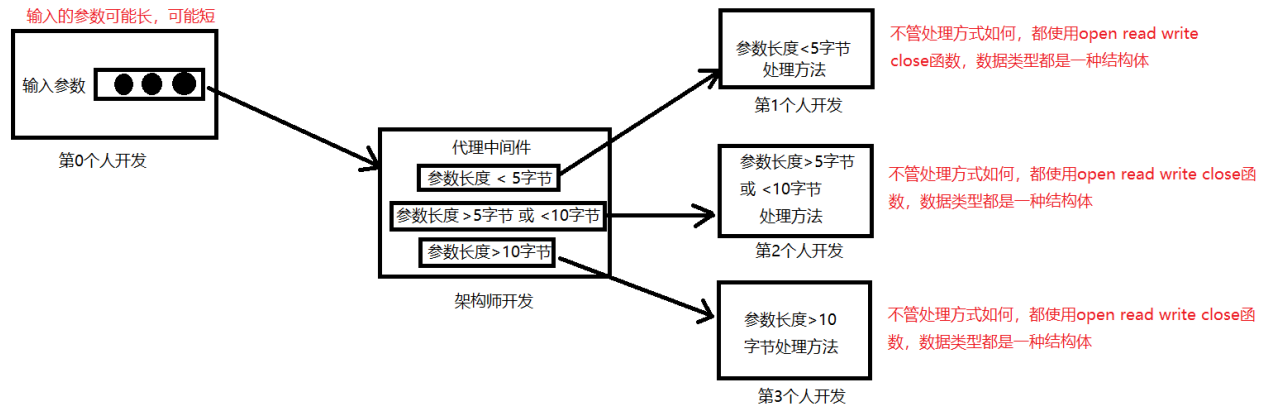 输入的参数可能长，可能短
输入参数
第0个人开发
代理中间件
参数长度 < 5字节
参数长度 >5字节 或 <10字节
参数长度>10字节
架构师开发
参数长度<5字节
处理方法
第1个人开发
不管处理方式如何，都使用open read write
close函数，数据类型都是一种结构体
参数长度>5字节
或 <10字节
处理方法
第2个人开发
不管处理方式如何，都使用open read write close函
数，数据类型都是一种结构体
参数长度>10
字节处理方法
第3个人开发
不管处理方式如何，都使用open read write close函
数，数据类型都是一种结构体